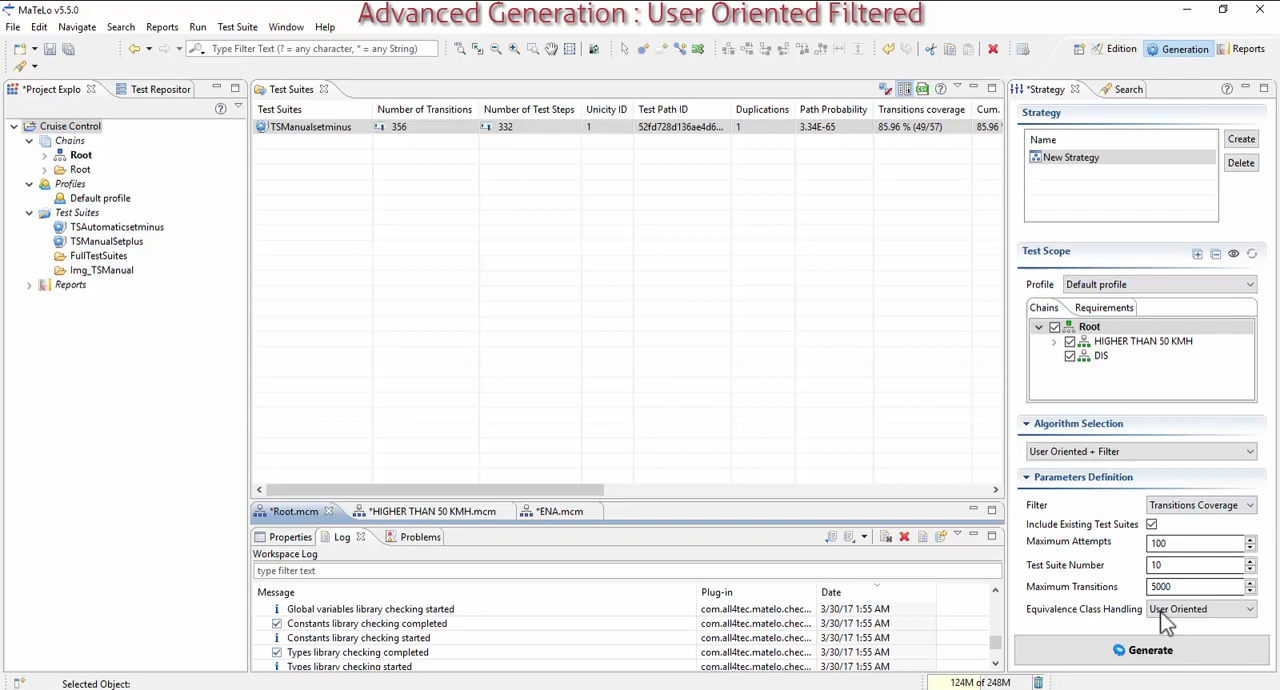 MaTeLo v5.5.0
Advanced Generation : User Oriented Filtered
File Edit Navigate Search Reports Run Test Suite Window Help
Type Filter Text (? = any character, * = any String)
Edition Generation Reports
*Project Explo Test Repositor
Test Suites
*Strategy Search
Cruise Control
Chains
Root
Root
Profiles
Default profile
Test Suites
TSAutomaticsetminus
TSManualSetplus
FullTestSuites
Img_TSManual
Reports
Test Suites Number of Transitions Number of Test Steps Unicity ID Test Path ID Duplications Path Probability Transitions coverage Cum.
TSManualsetminus 356 332 1 52fd728d136ae4d6... 1 3.34E-65 85.96 % (49/57) 85.96
*Root.mcm *HIGHER THAN 50 KMH.mcm *ENA.mcm
Properties Log Problems
Workspace Log
type filter text
Message Plug-in Date
Global variables library checking started com.all4tec.matelo.chec... 3/30/17 1:55 AM
Constants library checking completed com.all4tec.matelo.chec... 3/30/17 1:55 AM
Constants library checking started com.all4tec.matelo.chec... 3/30/17 1:55 AM
Types library checking completed com.all4tec.matelo.chec... 3/30/17 1:55 AM
Types library checking started com.all4tec.matelo.chec... 3/30/17 1:55 AM
Strategy
Name
New Strategy
Create
Delete
Test Scope
Profile Default profile
Chains Requirements
Root
HIGHER THAN 50 KMH
DIS
Algorithm Selection
User Oriented + Filter
Parameters Definition
Filter Transitions Coverage
Include Existing Test Suites
Maximum Attempts 100
Test Suite Number 10
Maximum Transitions 5000
Equivalence Class Handling User Oriented
Generate
Selected Object:
124M of 248M